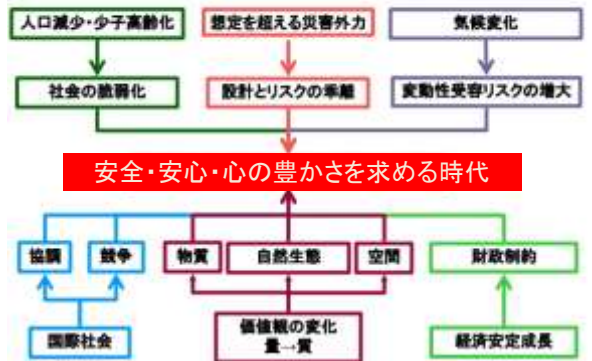 人口減少・少子高齢化
想定を超える災害外力
気候変化
社会の脆弱化
設計とリスクの乖離
変動性受容リスクの増大
安全・安心・心の豊かさを求める時代
協調
競争
物質
自然生態
空間
財政制約
国際社会
価値観の変化
量→質
経済安定成長